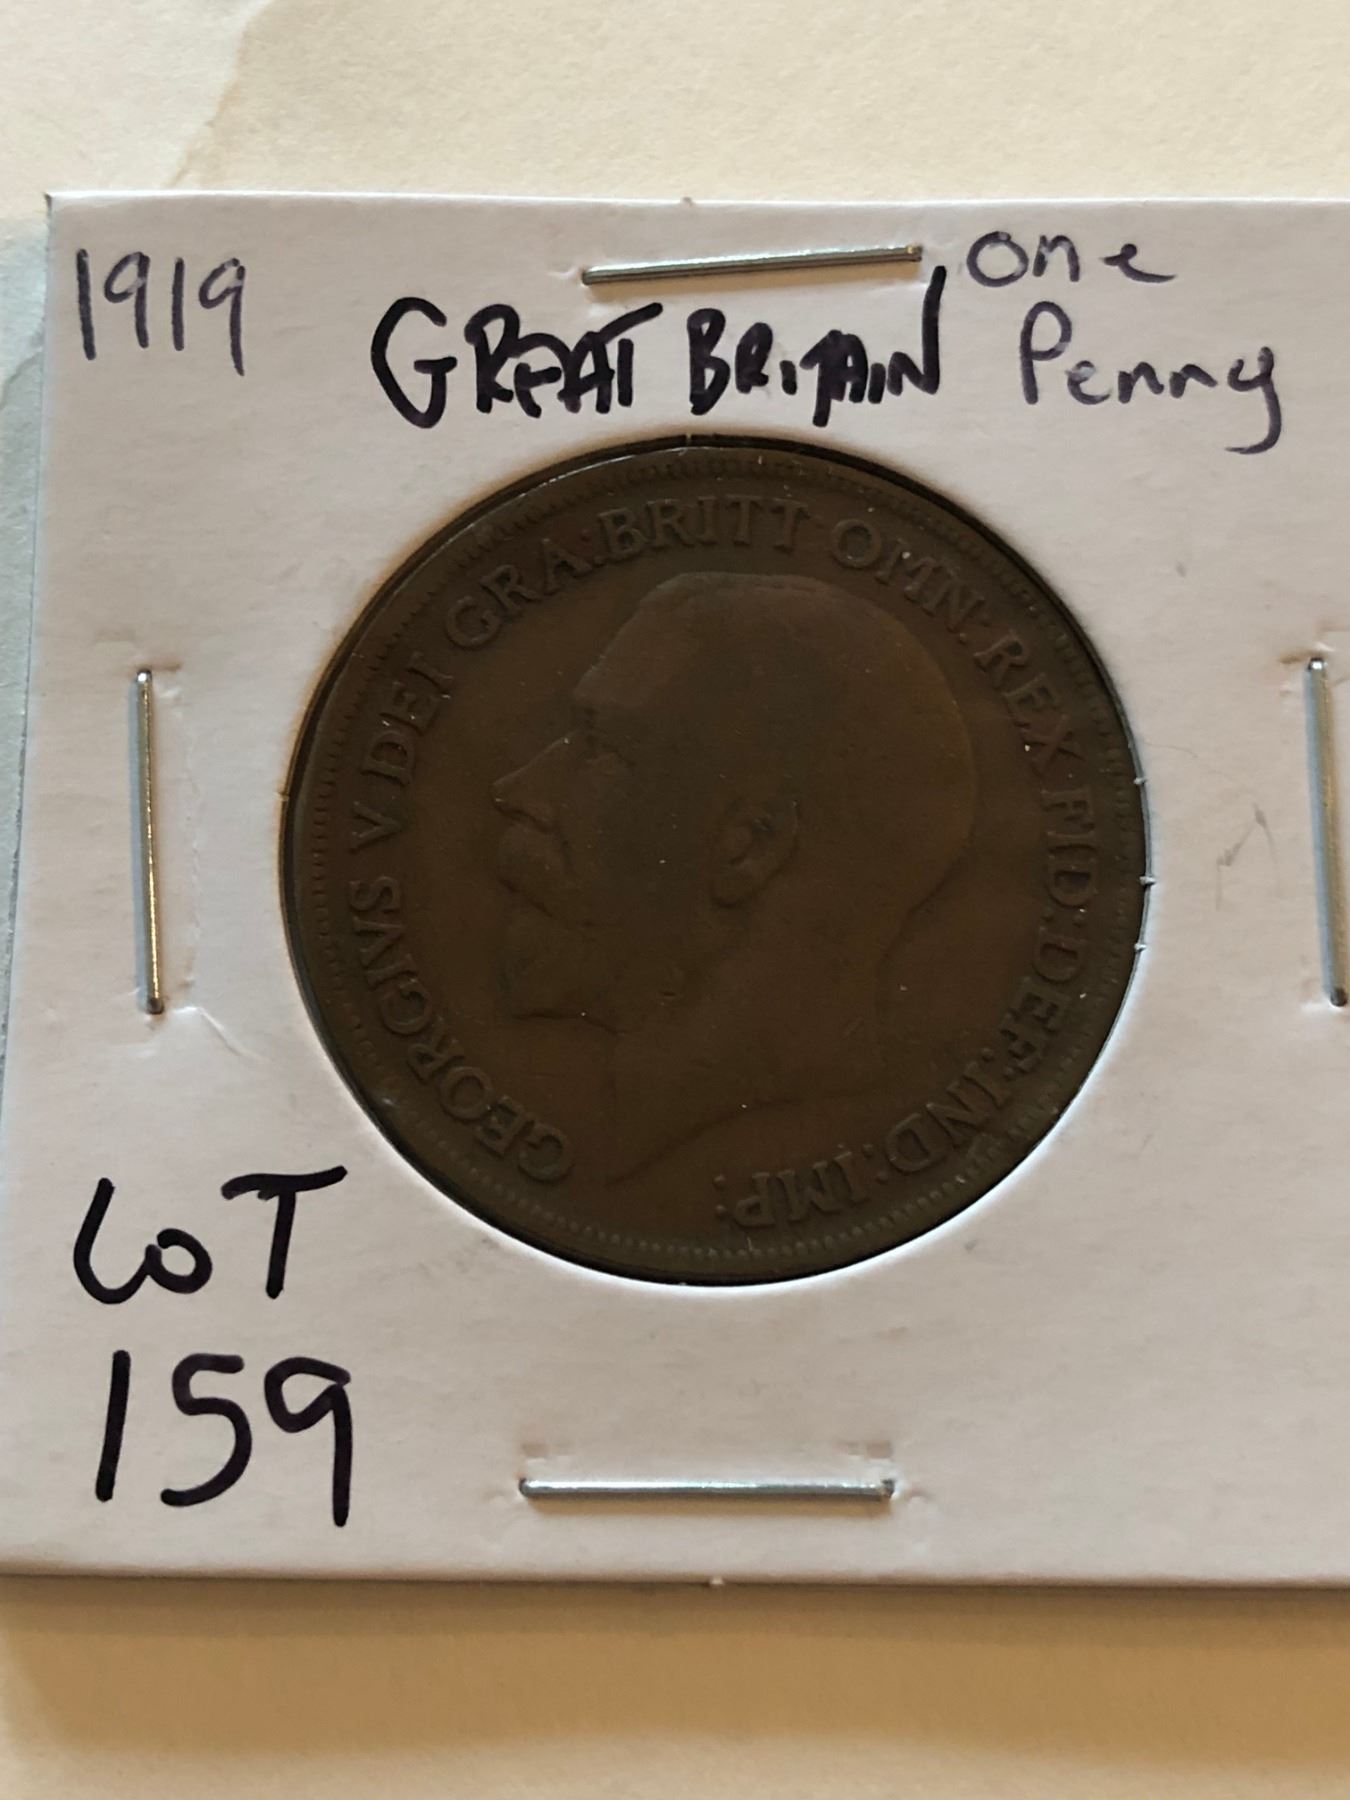 1919
GREAT BRITAIN
One
Penny
GEORGIVS V DEI GRA:BRITT OMN:REX FID:DEF:IND:IMP:
LOT
159